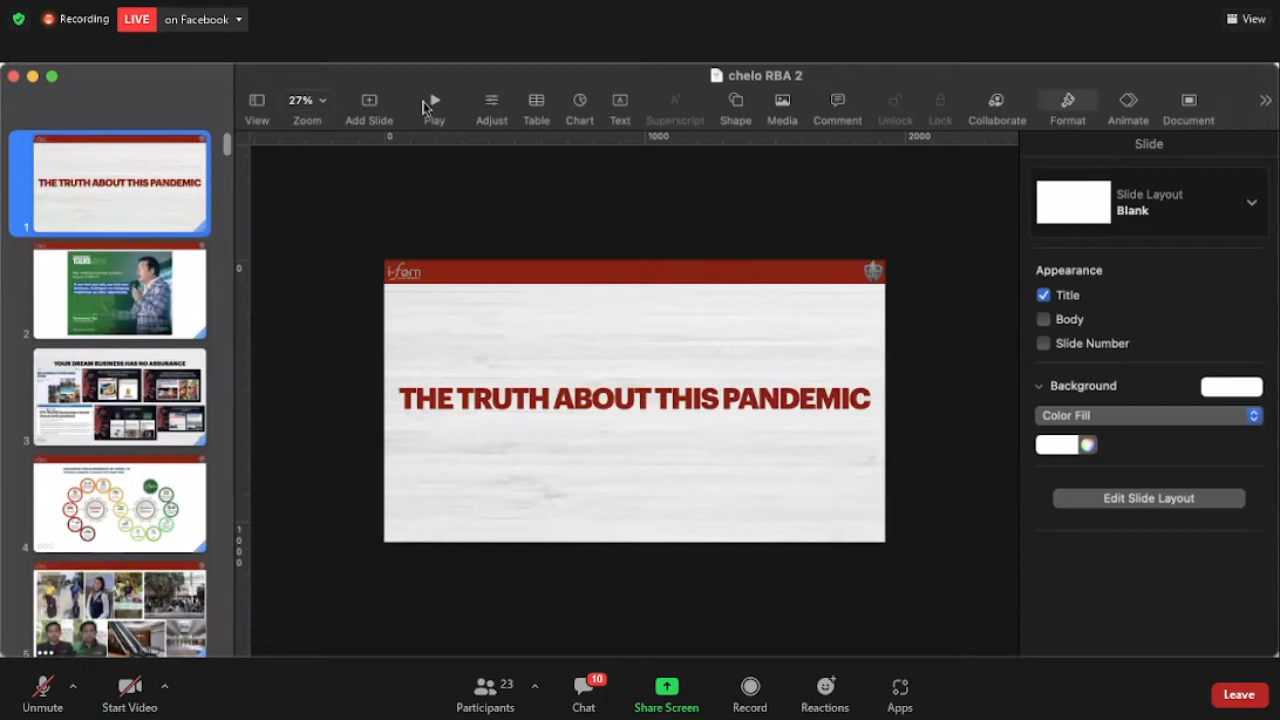 Recording
LIVE
on Facebook
View
chelo RBA 2
27%
View
Zoom
Add Slide
Play
Adjust
Table
Chart
Text
Superscript
Shape
Media
Comment
Unlock
Lock
Collaborate
Format
Animate
Document
0
1000
2000
Slide
THE TRUTH ABOUT THIS PANDEMIC
1
2
YOUR DREAM BUSINESS HAS NO ASSURANCE
3
4
5
0
1000
i-fern
THE TRUTH ABOUT THIS PANDEMIC
Slide Layout
Blank
Appearance
Title
Body
Slide Number
Background
Color Fill
Edit Slide Layout
Unmute
Start Video
23
Participants
10
Chat
Share Screen
Record
Reactions
Apps
Leave